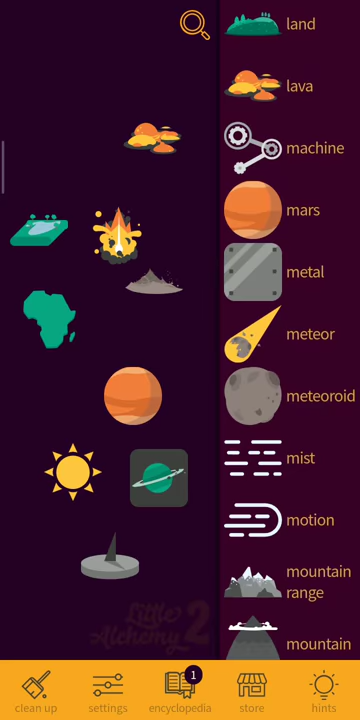 land
lava
machine
mars
metal
meteor
meteoroid
mist
motion
mountain
range
mountain
Little
Alchemy 2
1
clean up
settings
encyclopedia
store
hints